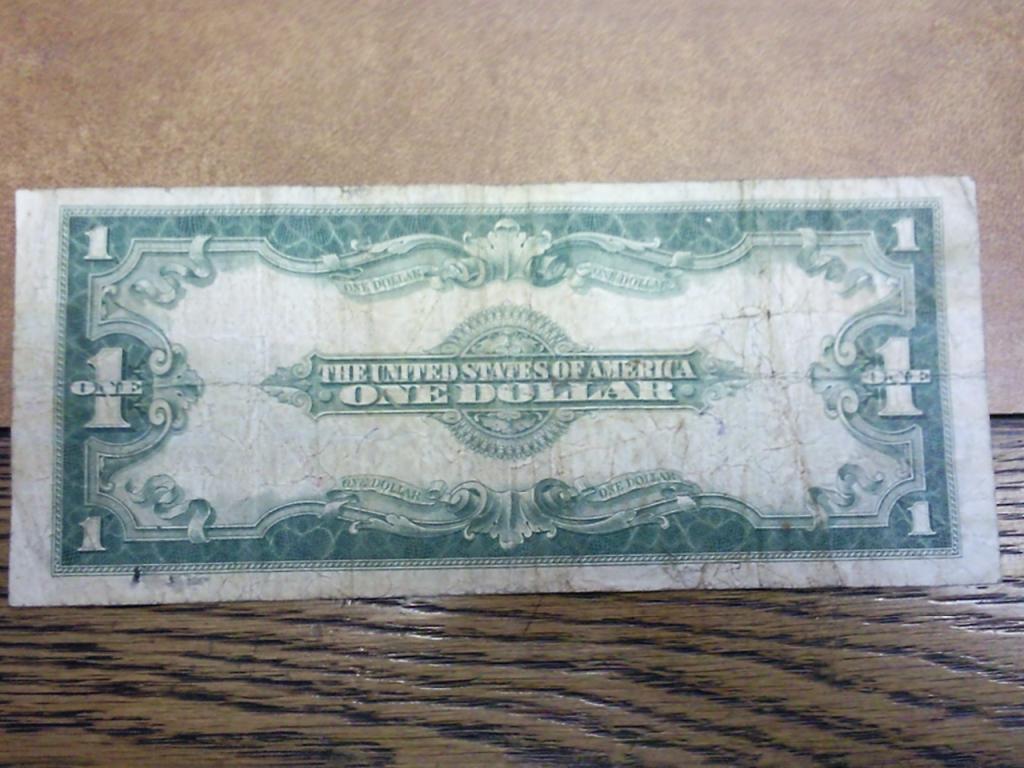 1 1
ONE DOLLAR ONE DOLLAR
THE UNITED STATES OF AMERICA
1 ONE 1 ONE
ONE DOLLAR
ONE DOLLAR ONE DOLLAR
1 1